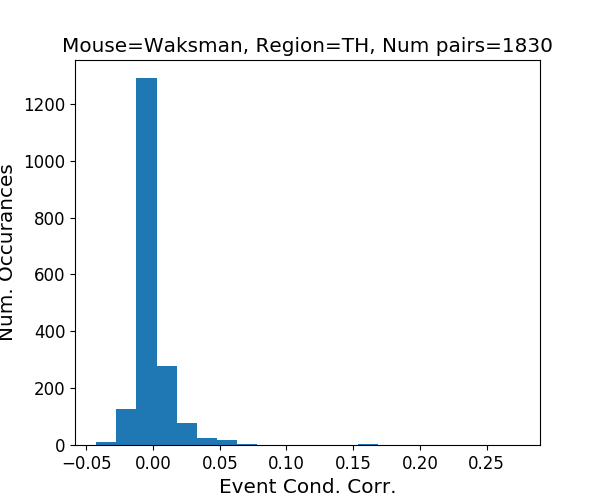 Mouse=Waksman, Region=TH, Num pairs=1830
Num. Occurances
1200
1000
800
600
400
200
0
−0.05 0.00 0.05 0.10 0.15 0.20 0.25
Event Cond. Corr.